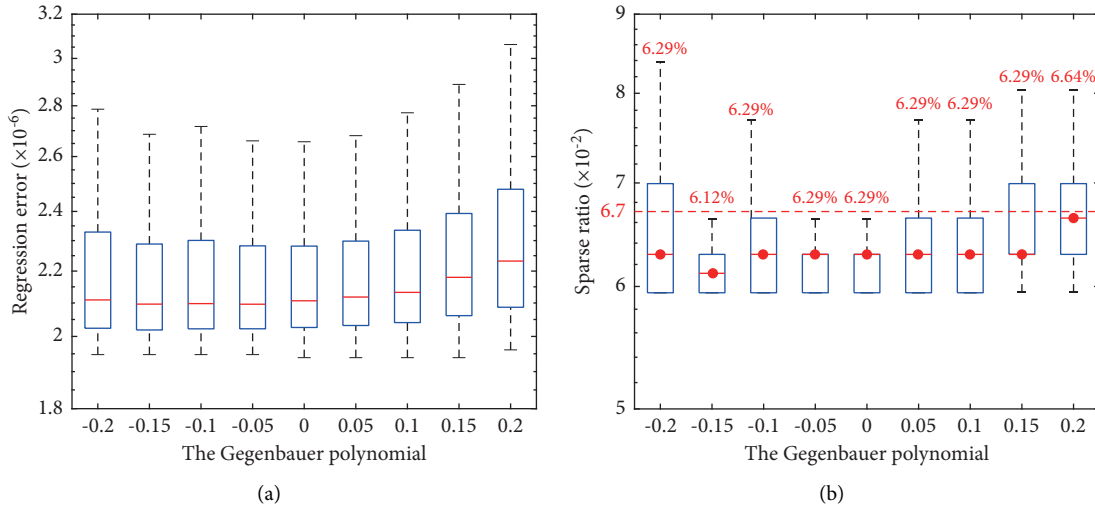 3.2
3
2.8
2.6
2.4
2.2
2
1.8
Regression error (×10-6)
-0.2 -0.15 -0.1 -0.05 0 0.05 0.1 0.15 0.2
The Gegenbauer polynomial
(a)
9
8
7
6.7
6
5
Sparse ratio (×10-2)
6.29% 6.12% 6.29% 6.29% 6.29% 6.29% 6.29% 6.29% 6.64%
-0.2 -0.15 -0.1 -0.05 0 0.05 0.1 0.15 0.2
The Gegenbauer polynomial
(b)